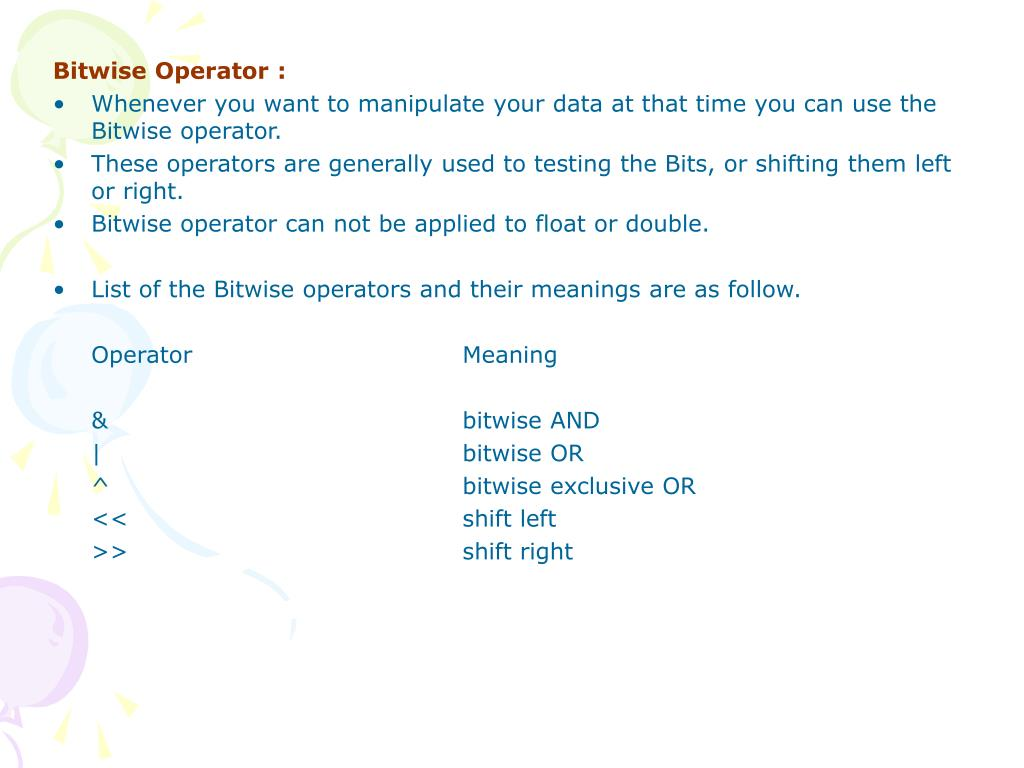 Bitwise Operator :
• Whenever you want to manipulate your data at that time you can use the
Bitwise operator.
• These operators are generally used to testing the Bits, or shifting them left
or right.
• Bitwise operator can not be applied to float or double.
• List of the Bitwise operators and their meanings are as follow.
Operator Meaning
& bitwise AND
| bitwise OR
^ bitwise exclusive OR
<< shift left
>> shift right